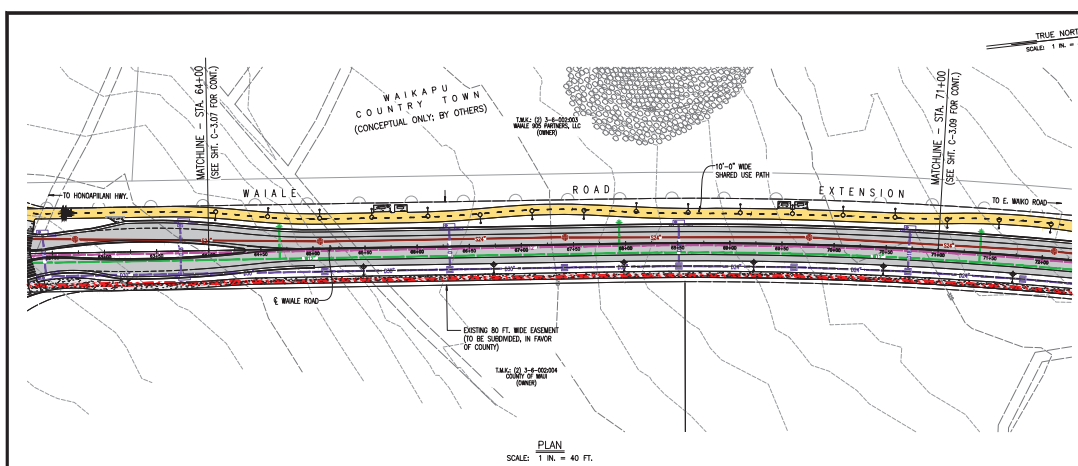 TRUE NORT
SCALE: 1 IN. =
MATCHLINE - STA. 64+00
(SEE SHT. C-3.07 FOR CONT.)
WAIKAPU
COUNTRY TOWN
(CONCEPTUAL ONLY; BY OTHERS)
T.M.K.: (2) 3-6-002:003
WAIALE 905 PARTNERS, LLC
(OWNER)
MATCHLINE - STA. 71+00
(SEE SHT. C-3.09 FOR CONT.)
10'-0" WIDE
SHARED USE PATH
TO HONOAPIILANI HWY.
WAIALE ROAD EXTENSION
TO E. WAIKO ROAD
S24"
S24"
S24"
℄ WAIALE ROAD
EXISTING 80 FT. WIDE EASEMENT
(TO BE SUBDIVIDED, IN FAVOR
OF COUNTY)
T.M.K.: (2) 3-6-002:004
COUNTY OF MAUI
(OWNER)
PLAN
SCALE: 1 IN. = 40 FT.